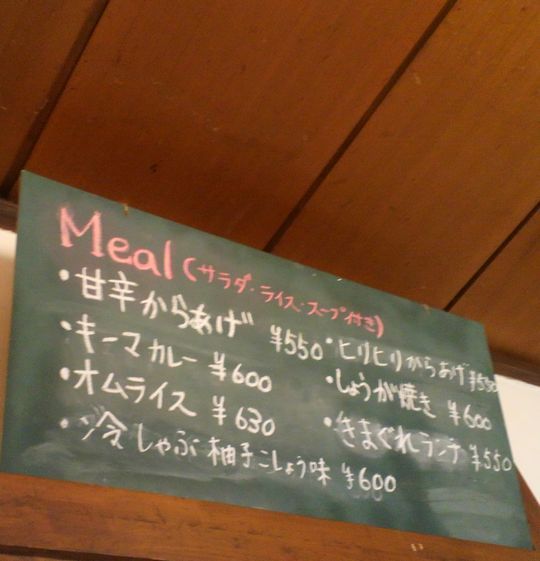 Meal (サラダ・ライス・スープ付き)
・甘辛からあげ ¥550
・キーマカレー ¥600
・オムライス ¥630
・冷しゃぶ 柚子こしょう味 ¥600
・ヒリヒリからあげ
・しょうが焼き ¥600
・きまぐれランチ ¥550